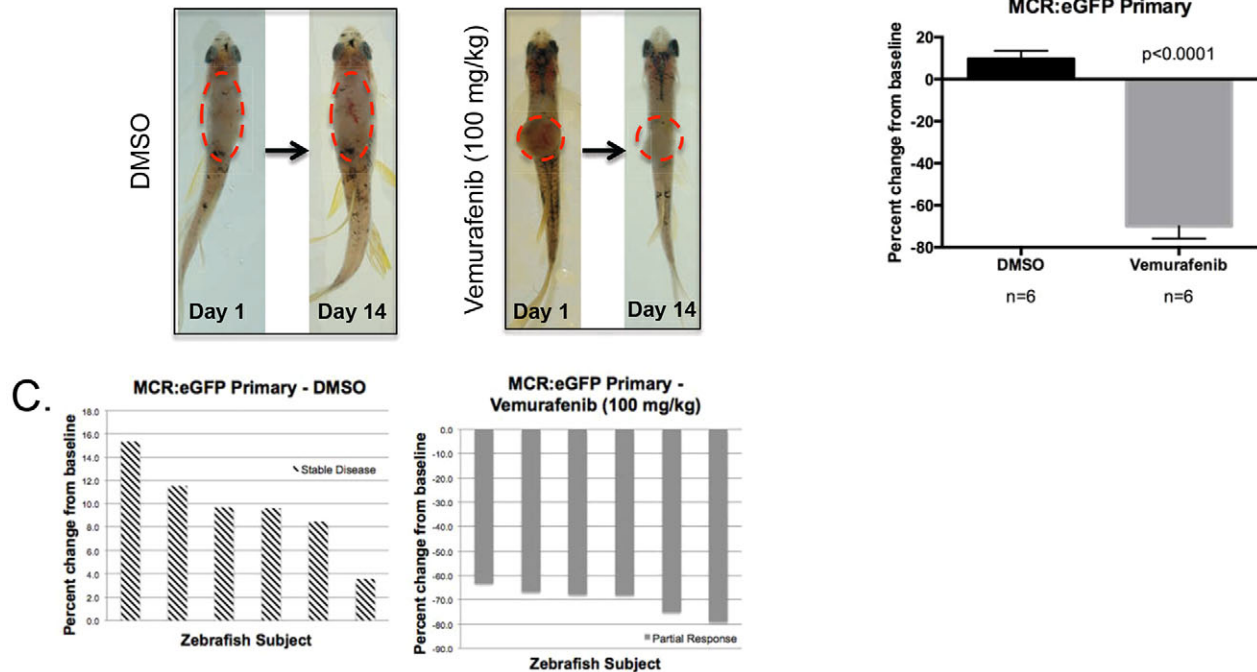 DMSO
Day 1
Day 14
Vemurafenib (100 mg/kg)
Day 1
Day 14
MCR:eGFP Primary
Percent change from baseline
20
0
-20
-40
-60
-80
p<0.0001
DMSO
Vemurafenib
n=6
n=6
C.
MCR:eGFP Primary - DMSO
Percent change from baseline
18.0
16.0
14.0
12.0
10.0
8.0
6.0
4.0
2.0
0.0
Stable Disease
Zebrafish Subject
MCR:eGFP Primary -
Vemurafenib (100 mg/kg)
Percent change from baseline
0.0
-10.0
-20.0
-30.0
-40.0
-50.0
-60.0
-70.0
-80.0
-90.0
Partial Response
Zebrafish Subject